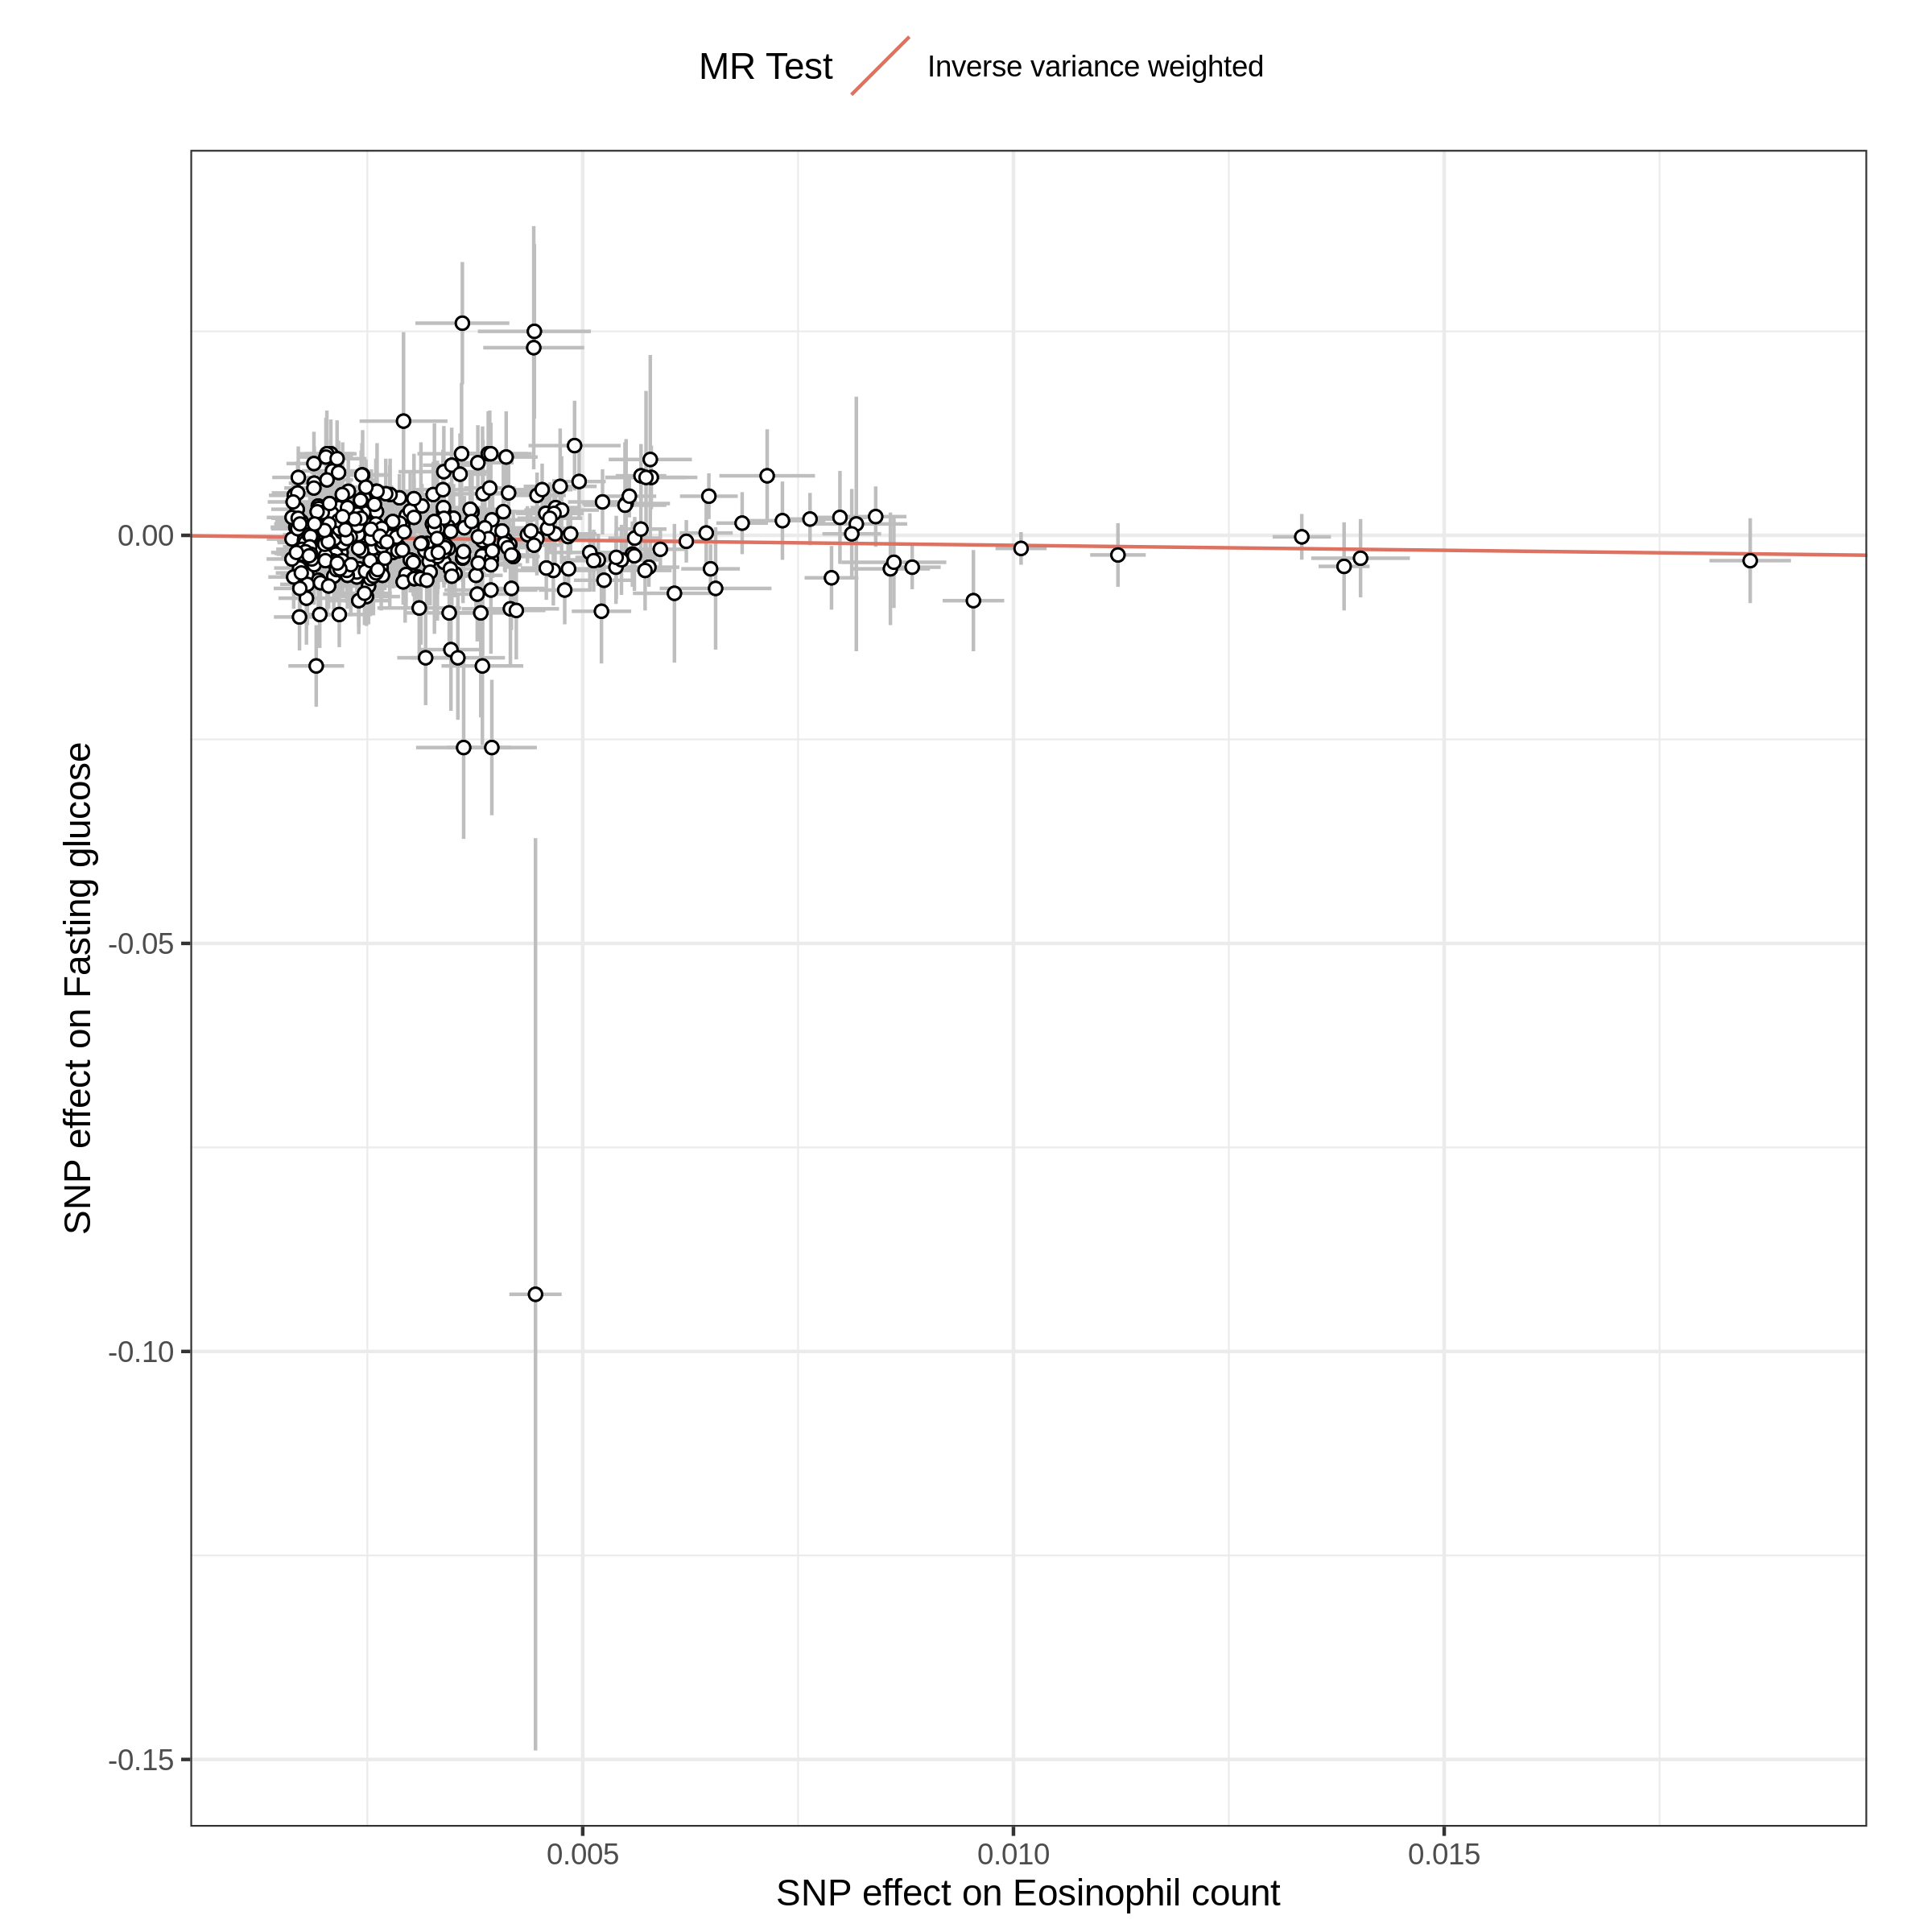 MR Test
Inverse variance weighted
SNP effect on Fasting glucose
0.00
-0.05
-0.10
-0.15
0.005
0.010
0.015
SNP effect on Eosinophil count